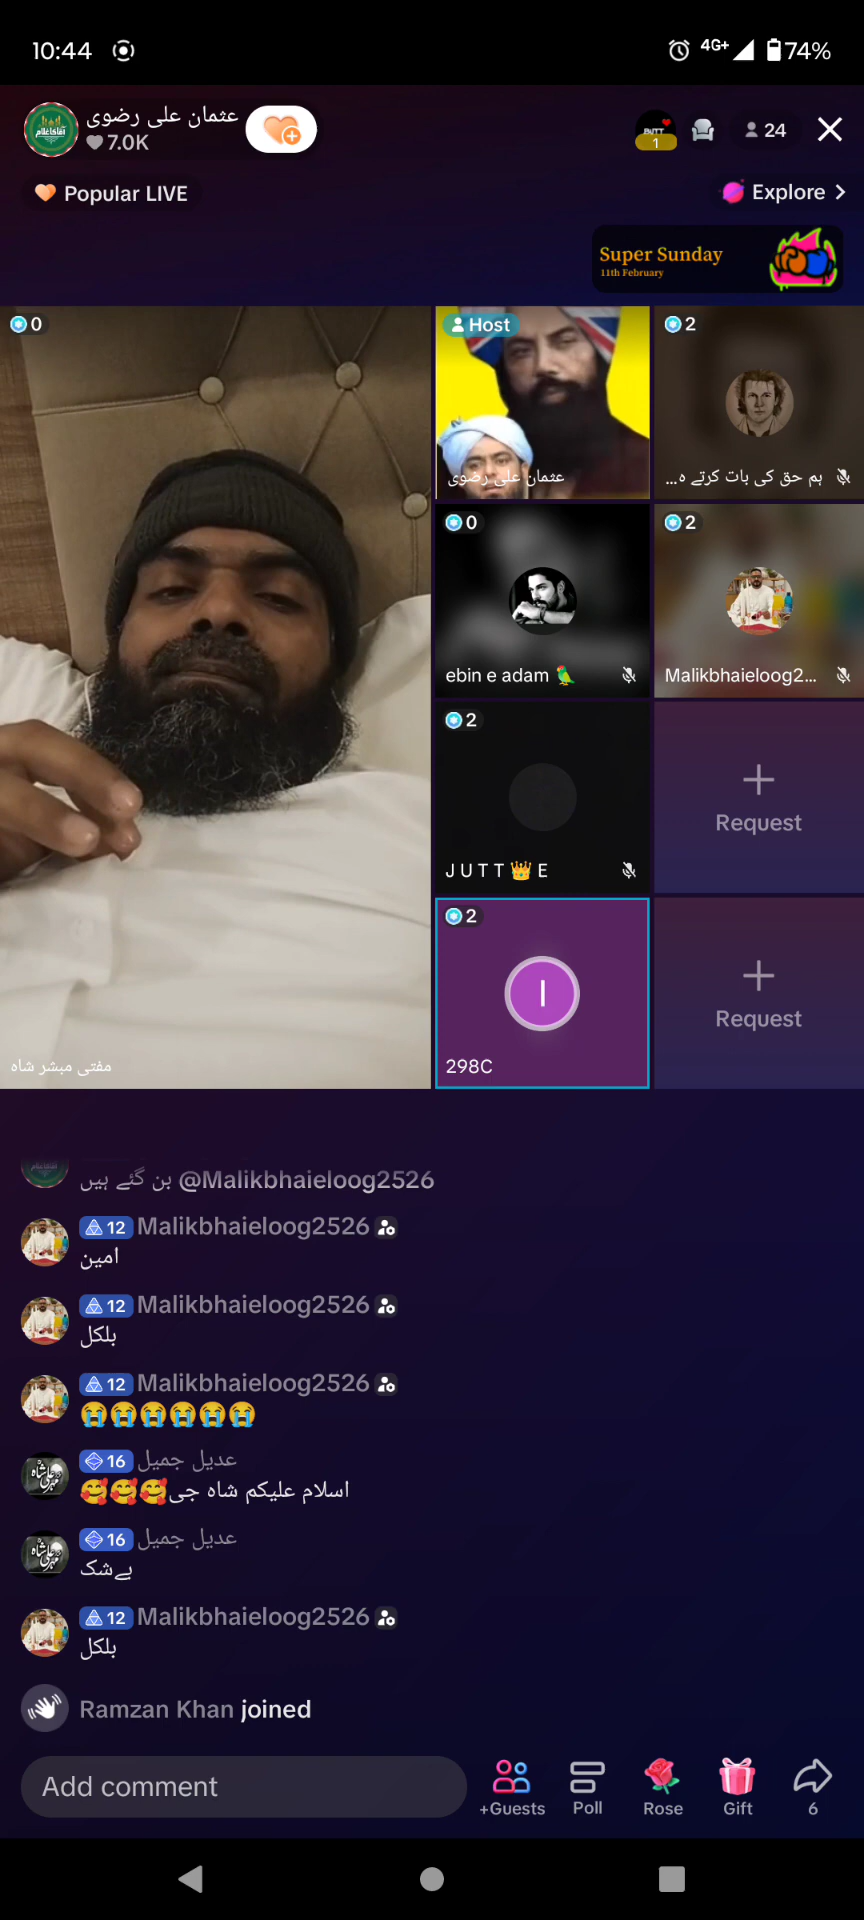 10:44
4G+
74%
عثمان علی رضوی
7.0K
BUTT
1
24
Popular LIVE
Explore
Super Sunday
11th February
0
Host
2
عثمان علی رضوی
ہم حق کی بات کرتے ہ...
0
2
ebin e adam 🦜
Malikbhaieloog2...
2
J U T T 👑 E
Request
2
I
298C
Request
مفتی مبشر شاہ
بن گئے ہیں @Malikbhaieloog2526
12 Malikbhaieloog2526
امین
12 Malikbhaieloog2526
بلکل
12 Malikbhaieloog2526
😭😭😭😭😭😭
16 عدیل جمیل
اسلام علیکم شاہ جی🥰🥰🥰
16 عدیل جمیل
بےشک
12 Malikbhaieloog2526
بلکل
Ramzan Khan joined
Add comment
+Guests
Poll
Rose
Gift
6